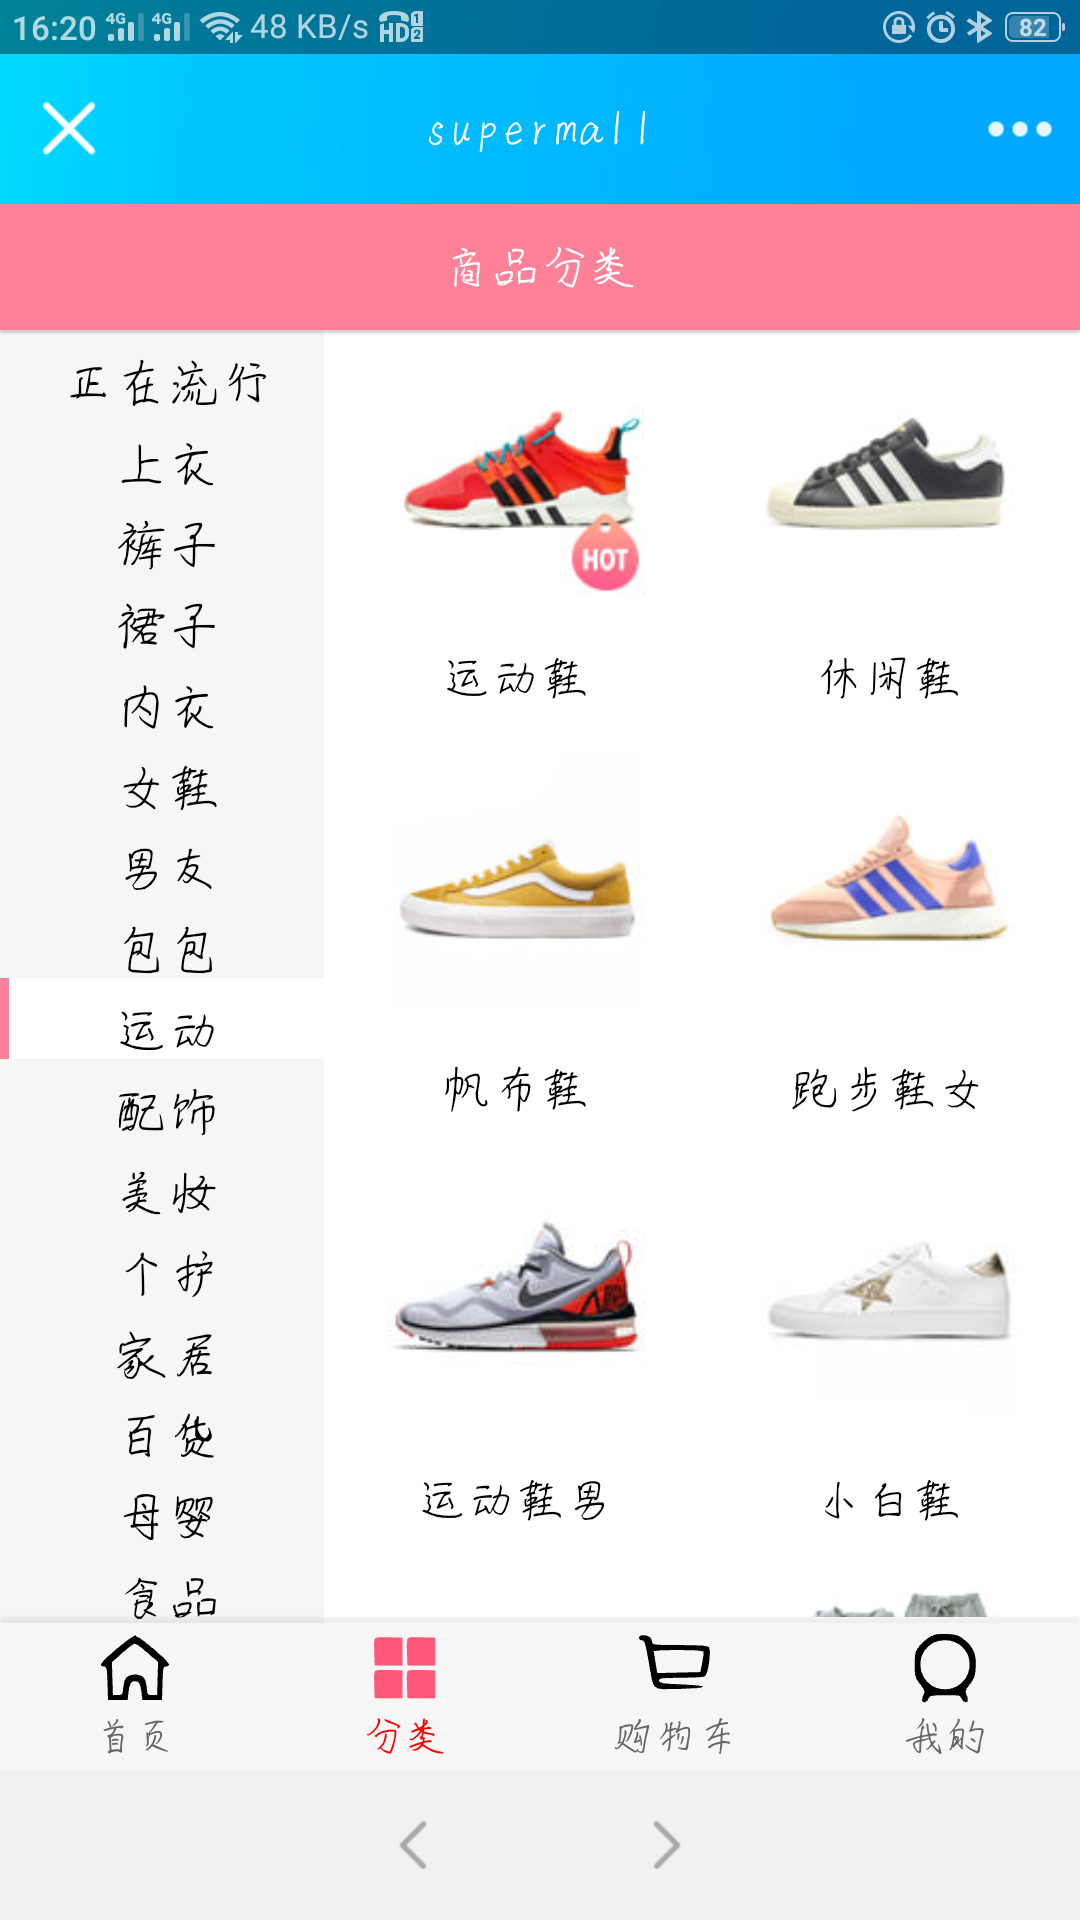 16:20 4G 4G 48 KB/s HD 1 2 82
supermall
商品分类
正在流行
上衣
裤子
裙子
内衣
女鞋
男友
包包
运动
配饰
美妆
个护
家居
百货
母婴
食品
HOT
运动鞋 休闲鞋
帆布鞋 跑步鞋女
运动鞋男 小白鞋
首页 分类 购物车 我的